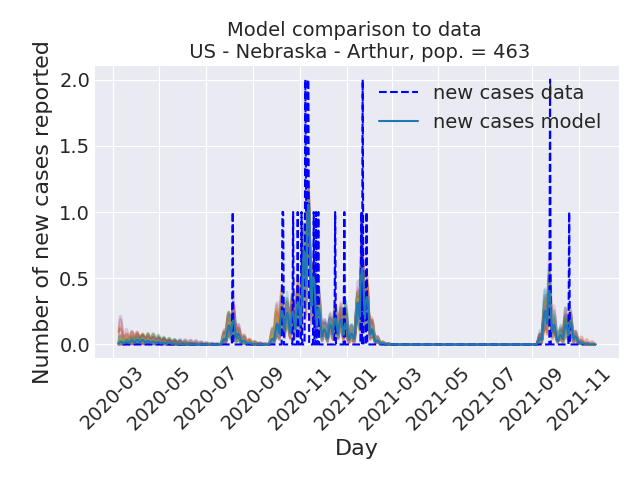 Model comparison to data
US - Nebraska - Arthur, pop. = 463
Number of new cases reported
2.0
1.5
1.0
0.5
0.0
new cases data
new cases model
2020-03
2020-05
2020-07
2020-09
2020-11
2021-01
2021-03
2021-05
2021-07
2021-09
2021-11
Day